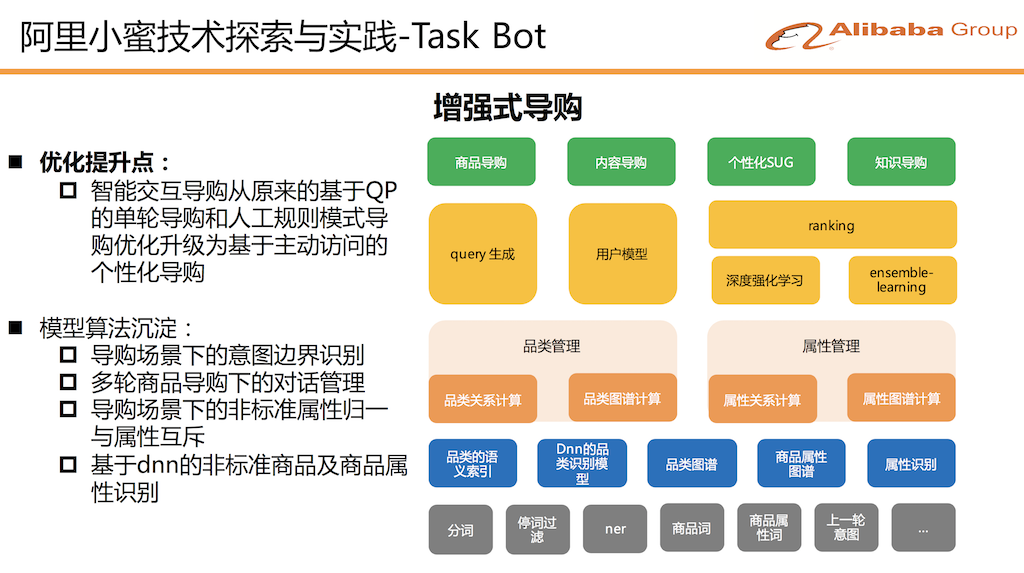 阿里小蜜技术探索与实践-Task Bot
Alibaba Group
增强式导购
优化提升点：
智能交互导购从原来的基于QP
的单轮导购和人工规则模式导
购优化升级为基于主动访问的
个性化导购
模型算法沉淀：
导购场景下的意图边界识别
多轮商品导购下的对话管理
导购场景下的非标准属性归一
与属性互斥
基于dnn的非标准商品及商品属
性识别
商品导购
内容导购
个性化SUG
知识导购
query 生成
用户模型
ranking
深度强化学习
ensemble-
learning
品类管理
属性管理
品类关系计算
品类图谱计算
属性关系计算
属性图谱计算
品类的语
义索引
Dnn的品
类识别模
型
品类图谱
商品属性
图谱
属性识别
分词
停词过
滤
ner
商品词
商品属
性词
上一轮
意图
...